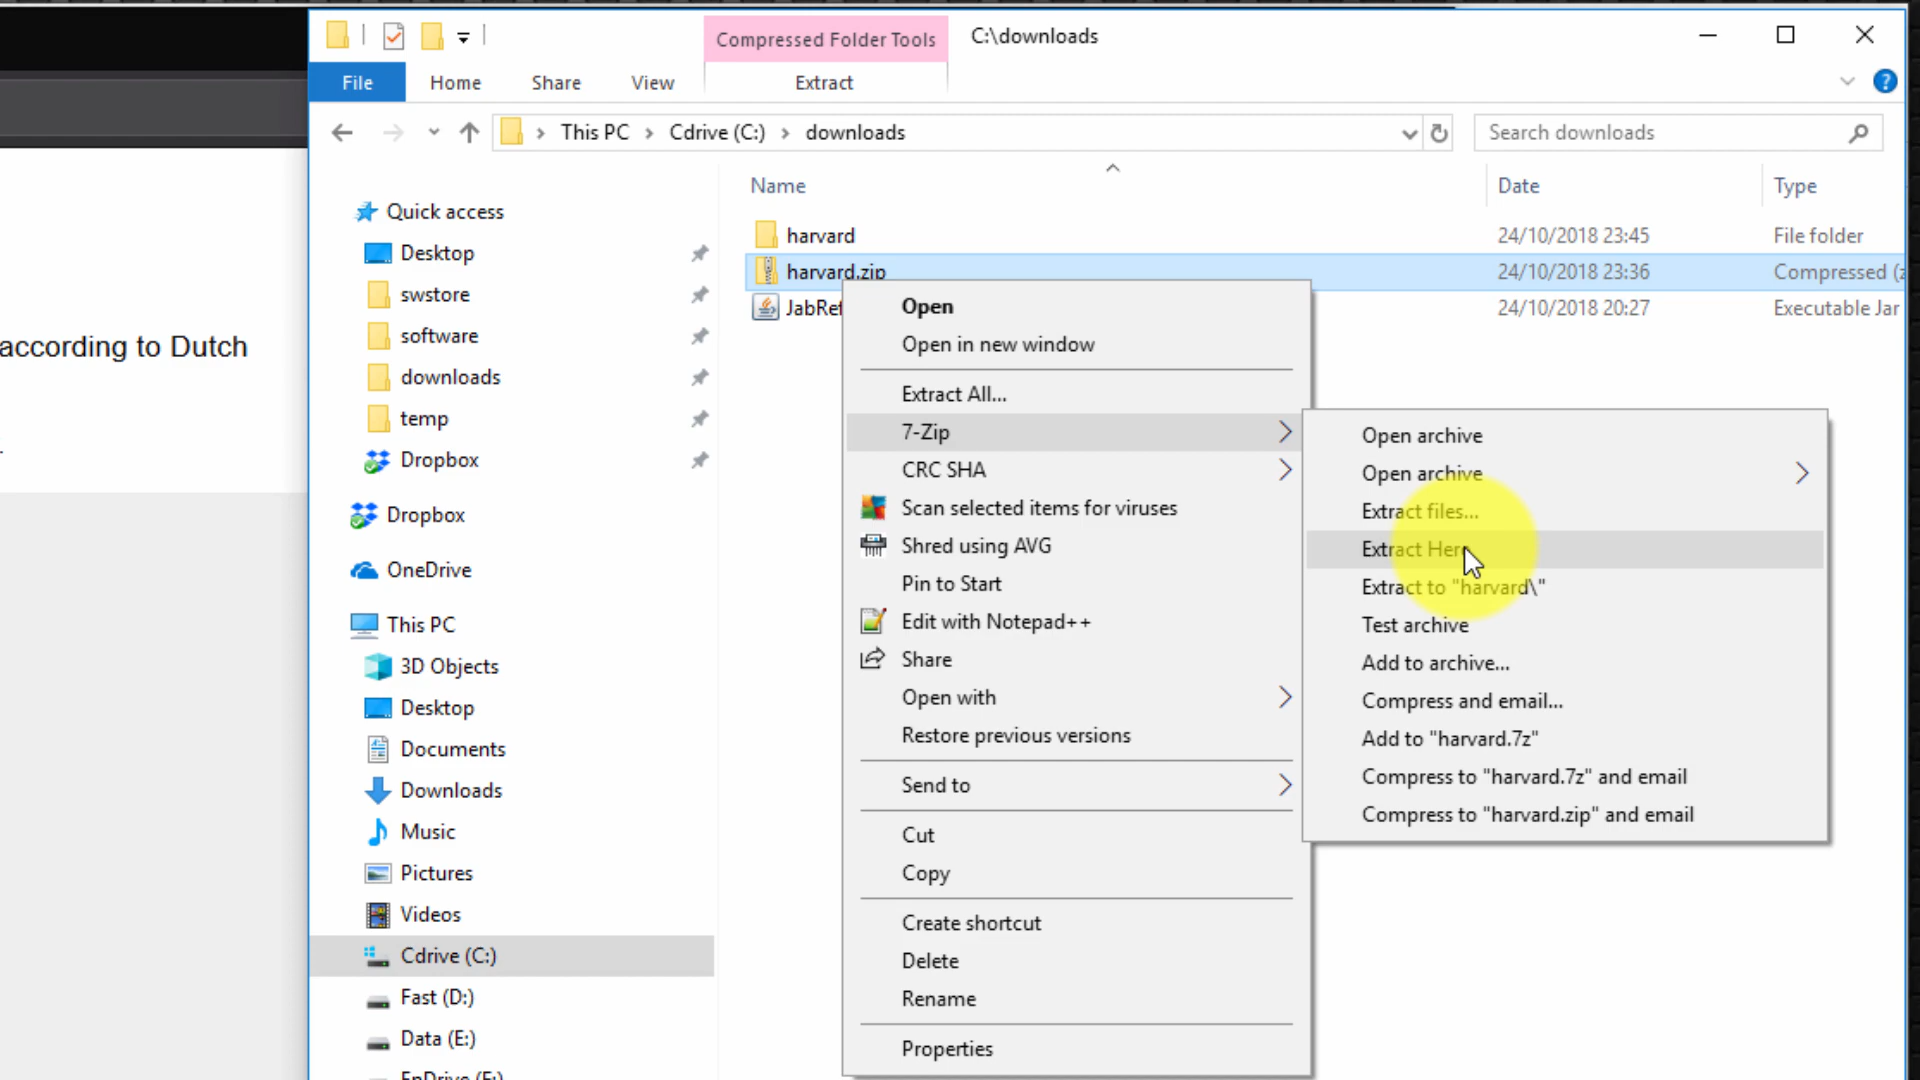 Compressed Folder Tools
C:\downloads
File
Home
Share
View
Extract
This PC
Cdrive (C:)
downloads
Search downloads
Name
Date
Type
Quick access
Desktop
swstore
software
downloads
temp
Dropbox
Dropbox
OneDrive
This PC
3D Objects
Desktop
Documents
Downloads
Music
Pictures
Videos
Cdrive (C:)
Fast (D:)
Data (E:)
harvard 24/10/2018 23:45 File folder
harvard.zip 24/10/2018 23:36 Compressed (z
JabRef 24/10/2018 20:27 Executable Jar
according to Dutch
Open
Open in new window
Extract All...
7-Zip
CRC SHA
Scan selected items for viruses
Shred using AVG
Pin to Start
Edit with Notepad++
Share
Open with
Restore previous versions
Send to
Cut
Copy
Create shortcut
Delete
Rename
Properties
Open archive
Open archive
Extract files...
Extract Here
Extract to "harvard\"
Test archive
Add to archive...
Compress and email...
Add to "harvard.7z"
Compress to "harvard.7z" and email
Compress to "harvard.zip" and email